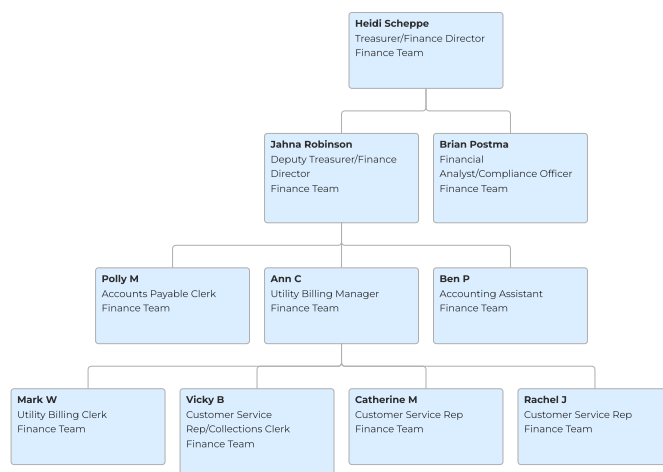 Heidi Scheppe
Treasurer/Finance Director
Finance Team
Jahna Robinson
Deputy Treasurer/Finance
Director
Finance Team
Brian Postma
Financial
Analyst/Compliance Officer
Finance Team
Polly M
Accounts Payable Clerk
Finance Team
Ann C
Utility Billing Manager
Finance Team
Ben P
Accounting Assistant
Finance Team
Mark W
Utility Billing Clerk
Finance Team
Vicky B
Customer Service
Rep/Collections Clerk
Finance Team
Catherine M
Customer Service Rep
Finance Team
Rachel J
Customer Service Rep
Finance Team